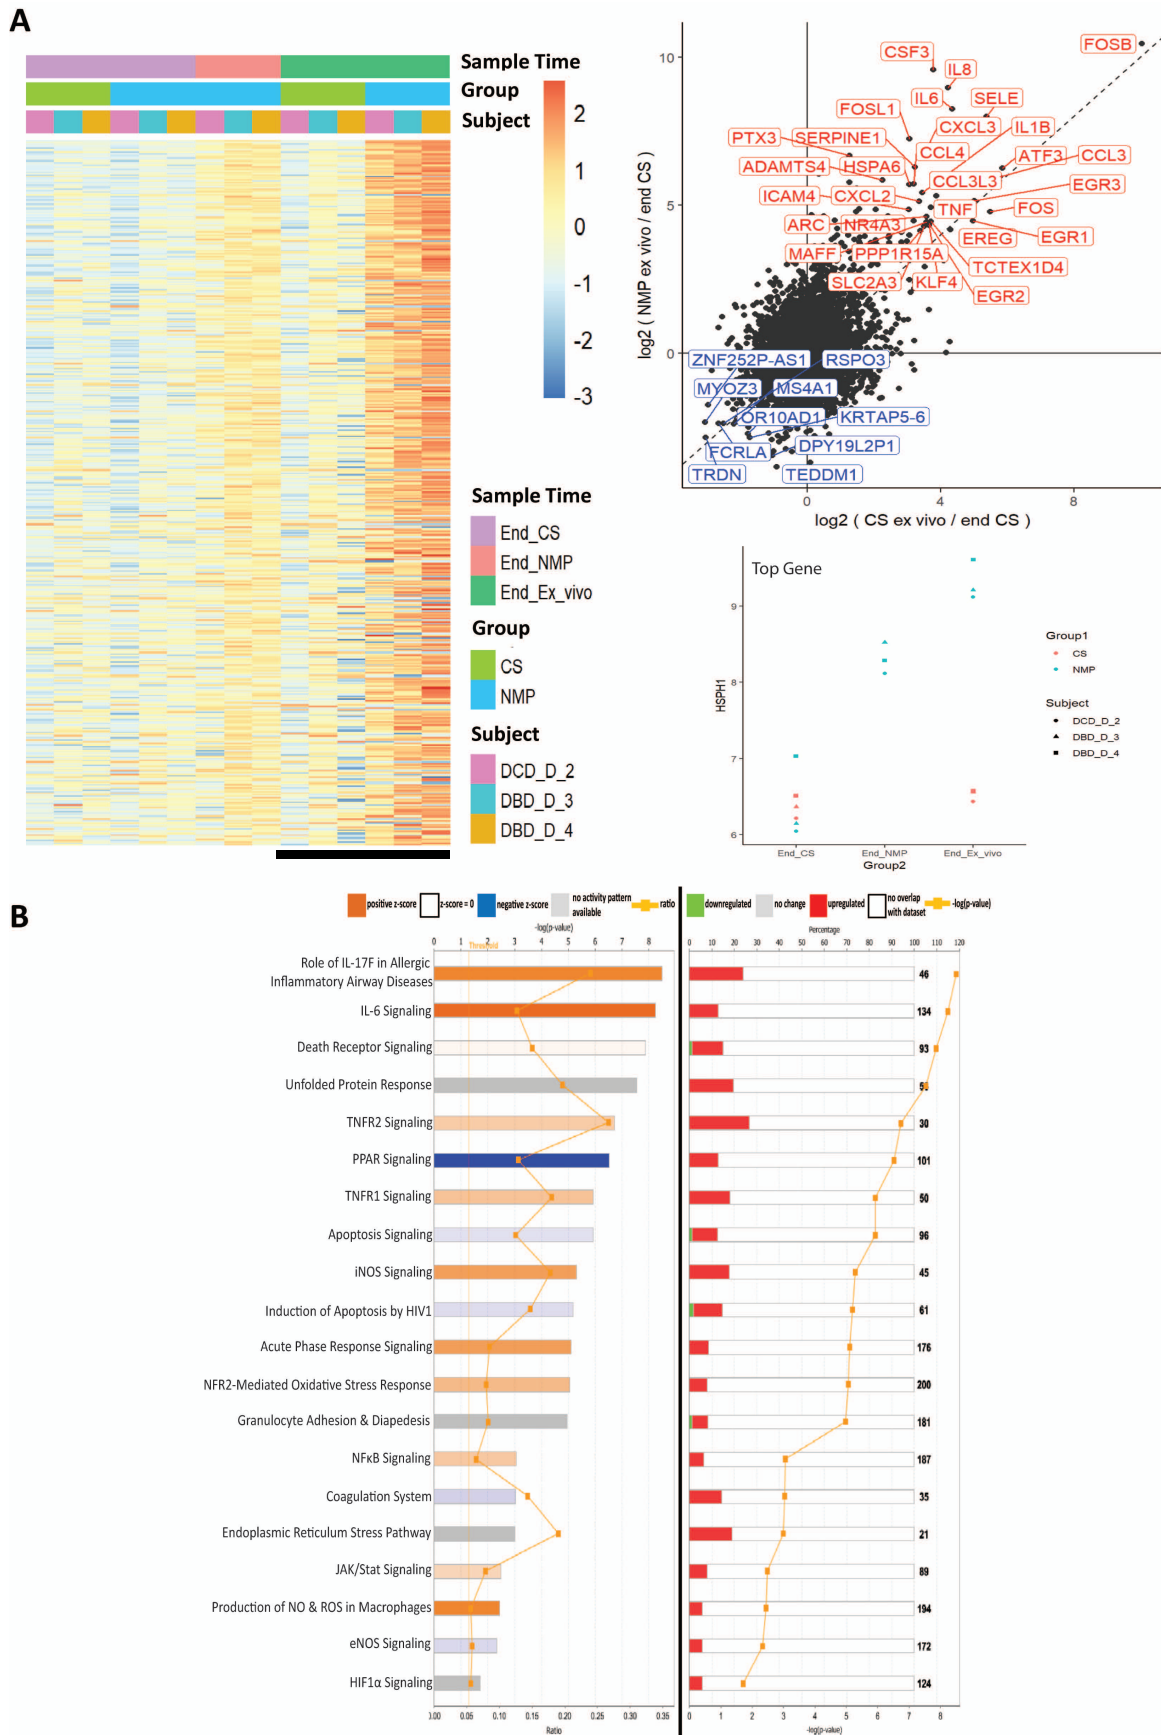 A
Sample Time
Group
Subject
2
1
0
-1
-2
-3
Sample Time
End_CS
End_NMP
End_Ex_vivo
Group
CS
NMP
Subject
DCD_D_2
DBD_D_3
DBD_D_4
log2 ( NMP ex vivo / end CS )
10
5
0
CSF3
FOSB
IL8
IL6
SELE
FOSL1
CXCL3
IL1B
PTX3
SERPINE1
CCL4
ATF3
CCL3
ADAMTS4
HSPA6
CCL3L3
EGR3
ICAM4
CXCL2
TNF
FOS
ARC
NR4A3
EREG
EGR1
MAFF
PPP1R15A
TCTEX1D4
SLC2A3
KLF4
EGR2
ZNF252P-AS1
RSPO3
MYOZ3
MS4A1
OR10AD1
KRTAP5-6
FCRLA
DPY19L2P1
TRDN
TEDDM1
0
4
8
log2 ( CS ex vivo / end CS )
Top Gene
HSPH1
9
8
7
6
End_CS
End_NMP
End_Ex_vivo
Group2
Group1
CS
NMP
Subject
DCD_D_2
DBD_D_3
DBD_D_4
B
positive z-score
z-score = 0
negative z-score
no activity pattern available
ratio
-log(p-value)
0 1 2 3 4 5 6 7 8
Threshold
downregulated
no change
upregulated
no overlap with dataset
-log(p-value)
Percentage
0 10 20 30 40 50 60 70 80 90 100 110 120
Role of IL-17F in Allergic
Inflammatory Airway Diseases
46
IL-6 Signaling
134
Death Receptor Signaling
93
Unfolded Protein Response
TNFR2 Signaling
30
PPAR Signaling
101
TNFR1 Signaling
50
Apoptosis Signaling
96
iNOS Signaling
45
Induction of Apoptosis by HIV1
61
Acute Phase Response Signaling
176
NFR2-Mediated Oxidative Stress Response
200
Granulocyte Adhesion & Diapedesis
181
NFκB Signaling
187
Coagulation System
35
Endoplasmic Reticulum Stress Pathway
21
JAK/Stat Signaling
89
Production of NO & ROS in Macrophages
194
eNOS Signaling
172
HIF1α Signaling
124
0.00 0.05 0.10 0.15 0.20 0.25 0.30 0.35
Ratio
0 1 2 3 4 5 6 7 8 9
-log(p-value)